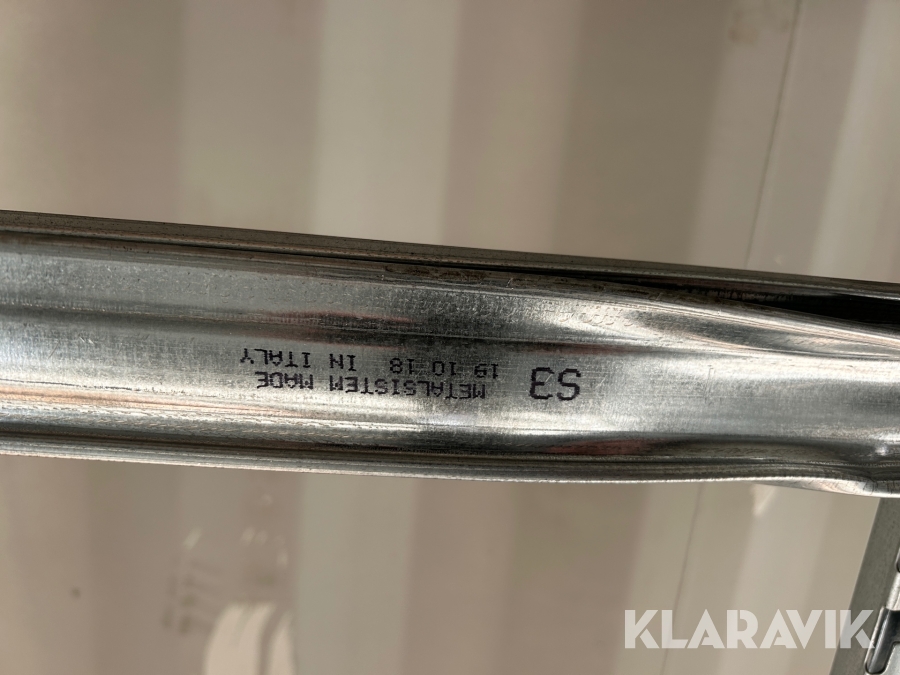 S3
METALSISTEM MADE
19 10 18 IN ITALY
KLARAVIK